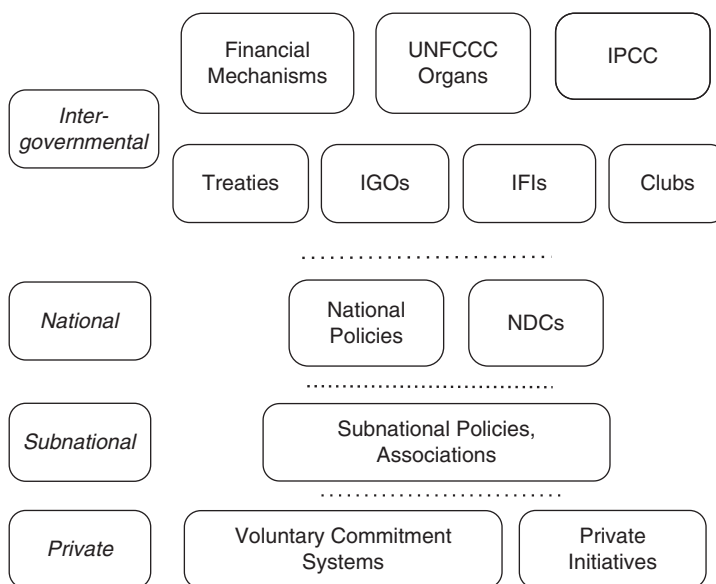 Financial
Mechanisms
UNFCCC
Organs
IPCC
Inter-
governmental
Treaties
IGOs
IFIs
Clubs
National
National
Policies
NDCs
Subnational
Subnational Policies,
Associations
Private
Voluntary Commitment
Systems
Private
Initiatives